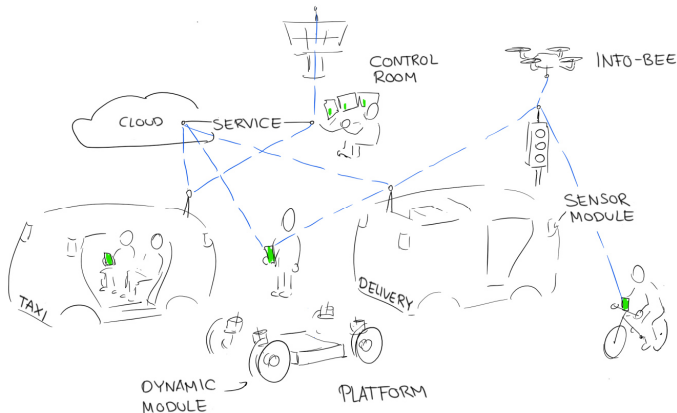 CONTROL
ROOM
INFO-BEE
CLOUD
SERVICE
SENSOR
MODULE
TAXI
DELIVERY
DYNAMIC
MODULE
PLATFORM